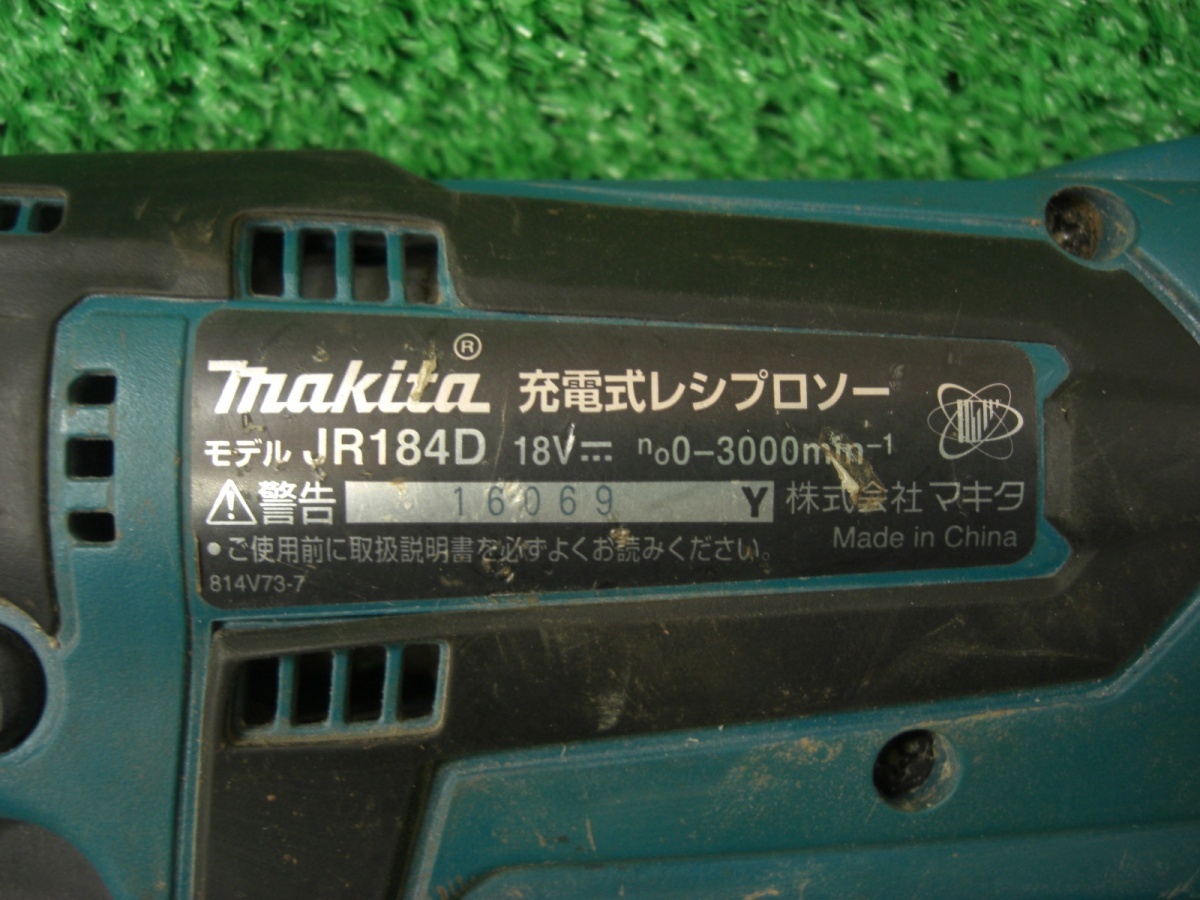 makita® 充電式レシプロソー
モデル JR184D 18V⎓ n₀0-3000min⁻¹
⚠警告 16069 Y 株式会社 マキタ
Made in China
•ご使用前に取扱説明書を必ずよくお読みください。
814V73-7